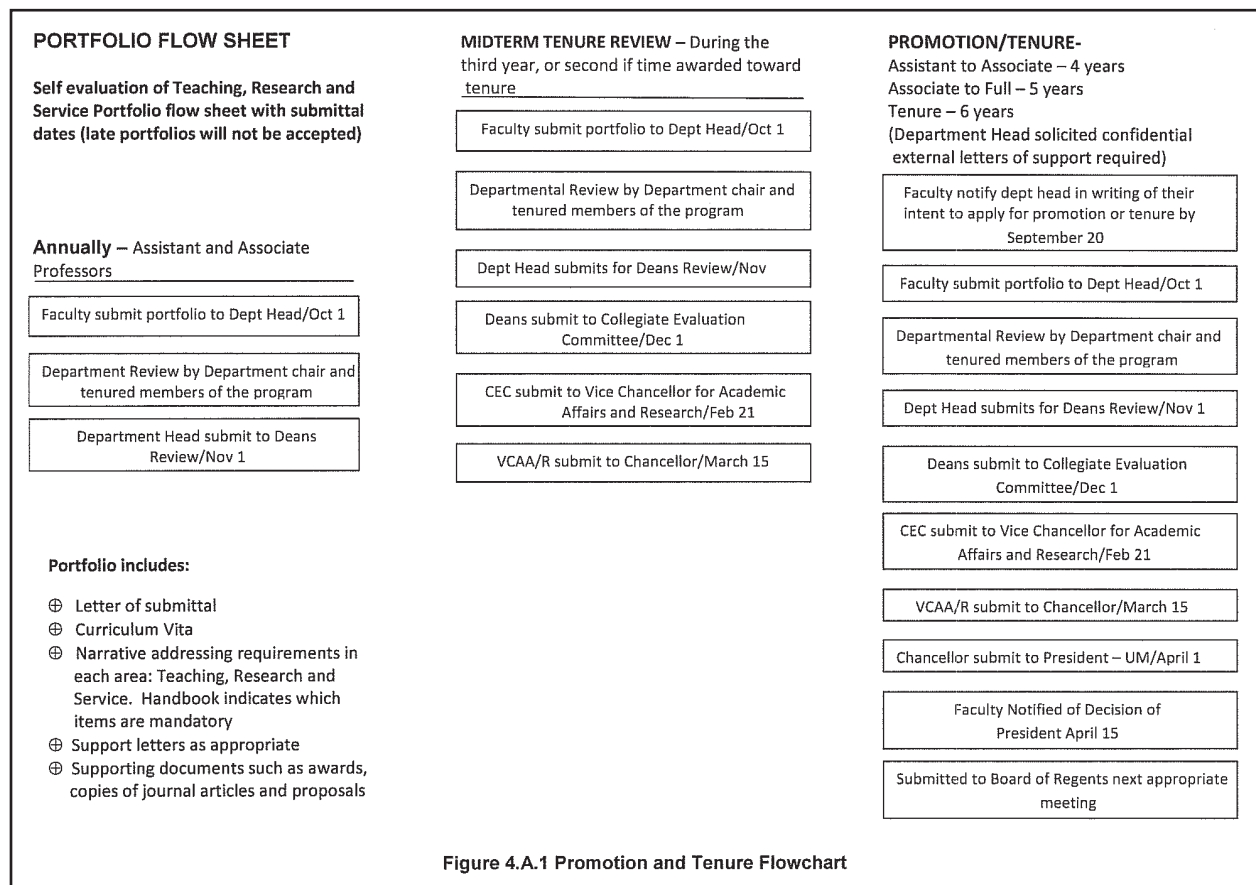 PORTFOLIO FLOW SHEET
Self evaluation of Teaching, Research and
Service Portfolio flow sheet with submittal
dates (late portfolios will not be accepted)
Annually – Assistant and Associate
Professors
Faculty submit portfolio to Dept Head/Oct 1
Department Review by Department chair and
tenured members of the program
Department Head submit to Deans
Review/Nov 1
Portfolio includes:
⊕ Letter of submittal
⊕ Curriculum Vita
⊕ Narrative addressing requirements in
each area: Teaching, Research and
Service. Handbook indicates which
items are mandatory
⊕ Support letters as appropriate
⊕ Supporting documents such as awards,
copies of journal articles and proposals
MIDTERM TENURE REVIEW – During the
third year, or second if time awarded toward
tenure
Faculty submit portfolio to Dept Head/Oct 1
Departmental Review by Department chair and
tenured members of the program
Dept Head submits for Deans Review/Nov
Deans submit to Collegiate Evaluation
Committee/Dec 1
CEC submit to Vice Chancellor for Academic
Affairs and Research/Feb 21
VCAA/R submit to Chancellor/March 15
PROMOTION/TENURE-
Assistant to Associate – 4 years
Associate to Full – 5 years
Tenure – 6 years
(Department Head solicited confidential
external letters of support required)
Faculty notify dept head in writing of their
intent to apply for promotion or tenure by
September 20
Faculty submit portfolio to Dept Head/Oct 1
Departmental Review by Department chair and
tenured members of the program
Dept Head submits for Deans Review/Nov 1
Deans submit to Collegiate Evaluation
Committee/Dec 1
CEC submit to Vice Chancellor for Academic
Affairs and Research/Feb 21
VCAA/R submit to Chancellor/March 15
Chancellor submit to President – UM/April 1
Faculty Notified of Decision of
President April 15
Submitted to Board of Regents next appropriate
meeting
Figure 4.A.1 Promotion and Tenure Flowchart